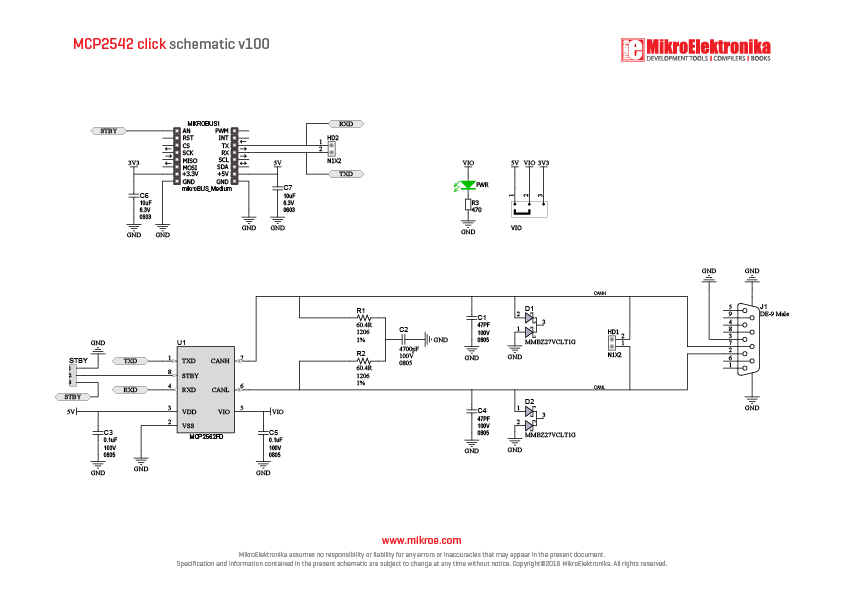 MCP2542 click schematic v100
MikroElektronika
DEVELOPMENT TOOLS | COMPILERS | BOOKS
MIKROBUS1
STBY
AN
RST
CS
SCK
MISO
MOSI
+3.3V
GND
PWM
INT
TX
RX
SCL
SDA
+5V
GND
mikroBUS_Medium
RXD
HD2
1
2
N1X2
TXD
3V3
C6
10uF
6.3V
0603
GND
GND
GND
5V
C7
10uF
6.3V
0603
GND
VIO
PWR
R3
470
GND
5V VIO 3V3
1
2
3
VIO
GND
STBY
1
2
3
STBY
TXD
RXD
5V
C3
0.1uF
100V
0805
GND
GND
U1
1
8
4
3
2
TXD
STBY
RXD
VDD
VSS
CANH
CANL
VIO
7
6
5
MCP2562FD
VIO
C5
0.1uF
100V
0805
GND
R1
60.4R
1206
1%
R2
60.4R
1206
1%
C2
4700pF
100V
0805
GND
C1
47PF
100V
0805
GND
D1
1
2
3
MMBZ27VCLT1G
GND
C4
47PF
100V
0805
GND
D2
1
2
3
MMBZ27VCLT1G
GND
CANH
CANL
HD1
2
1
N1X2
GND
GND
J1
DE-9 Male
5
9
4
8
3
7
2
6
1
GND
www.mikroe.com
MikroElektronika assumes no responsibility or liability for any errors or inaccuracies that may appear in the present document.
Specification and information contained in the present schematic are subject to change at any time without notice. Copyright©2016 MikroElektronika. All rights reserved.